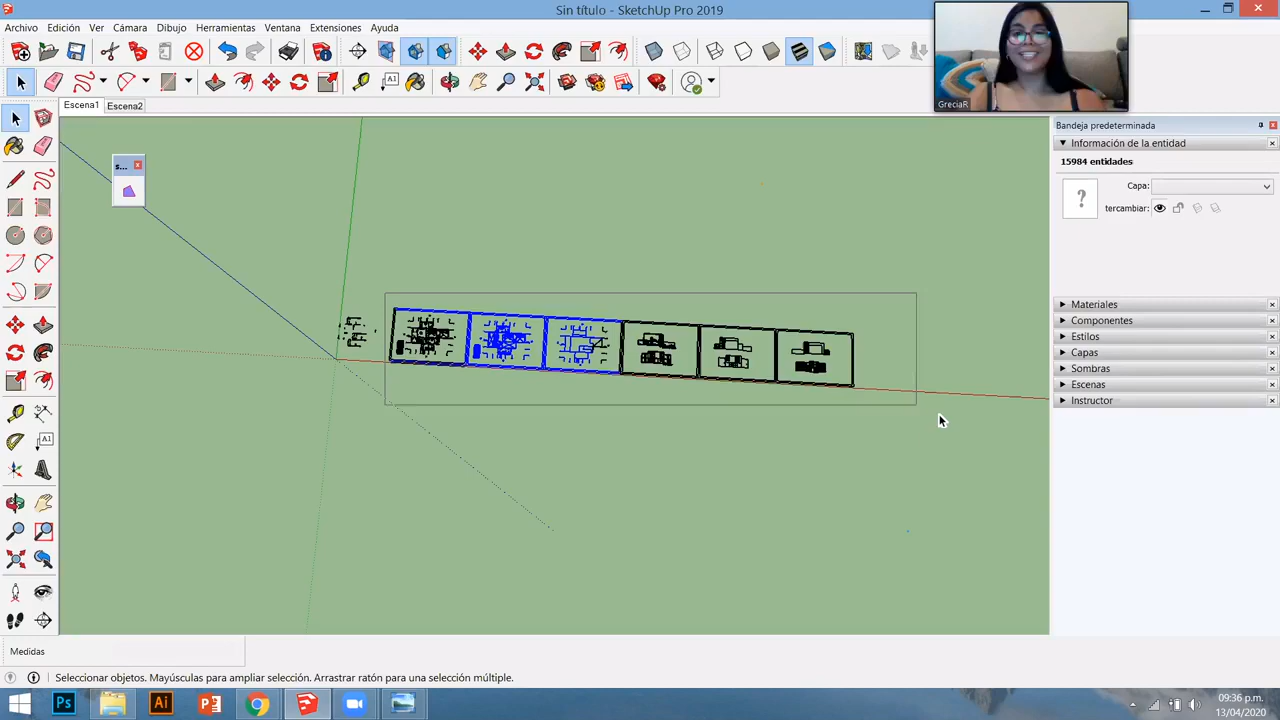 Sin título - SketchUp Pro 2019
Archivo Edición Ver Cámara Dibujo Herramientas Ventana Extensiones Ayuda
GreciaR
Escena1 Escena2
s...
Bandeja predeterminada
Información de la entidad
15984 entidades
Capa:
tercambiar:
Materiales
Componentes
Estilos
Capas
Sombras
Escenas
Instructor
Medidas
Seleccionar objetos. Mayúsculas para ampliar selección. Arrastrar ratón para una selección múltiple.
Ps
Ai
09:36 p.m.
13/04/2020